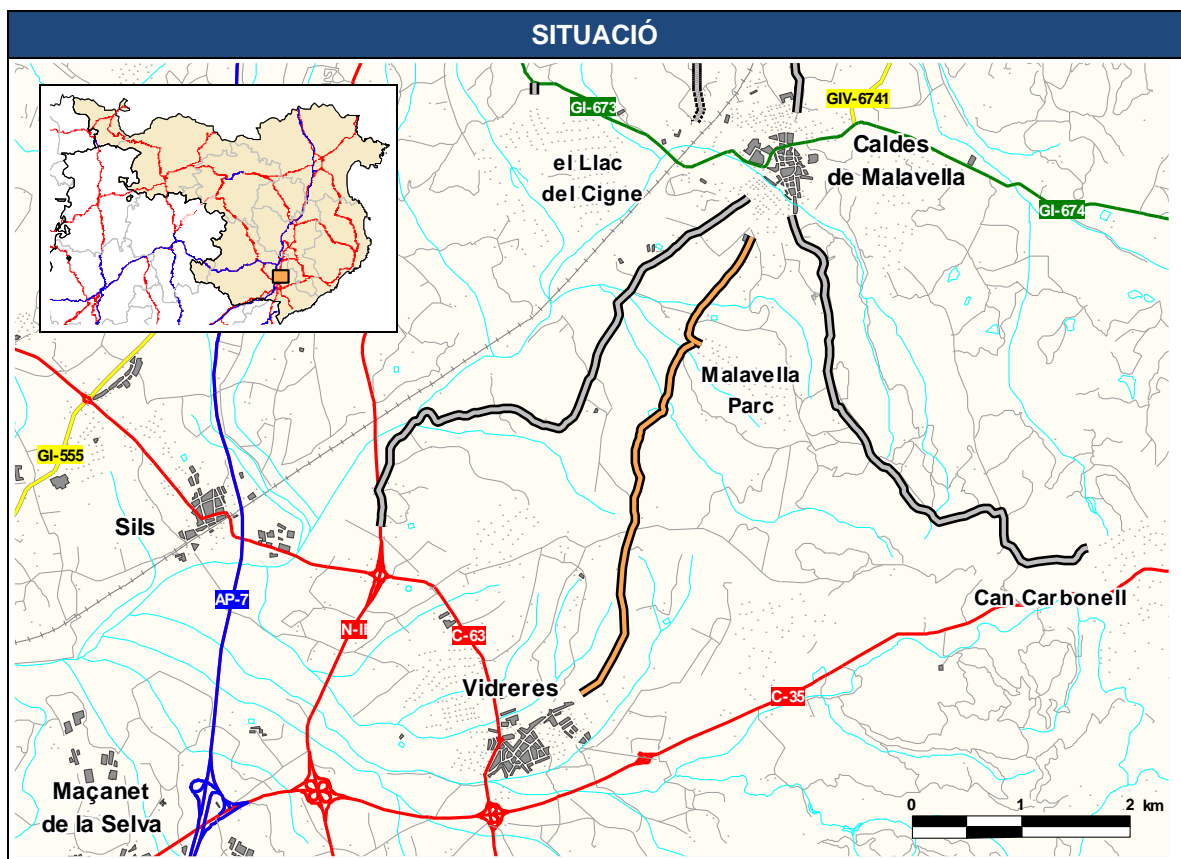 SITUACIÓ
GI-673
GIV-6741
Caldes
de Malavella
el Llac
del Cigne
GI-674
Malavella
Parc
GI-555
Sils
AP-7
N-II
C-63
Can Carbonell
Vidreres
C-35
Maçanet
de la Selva
0 1 2 km